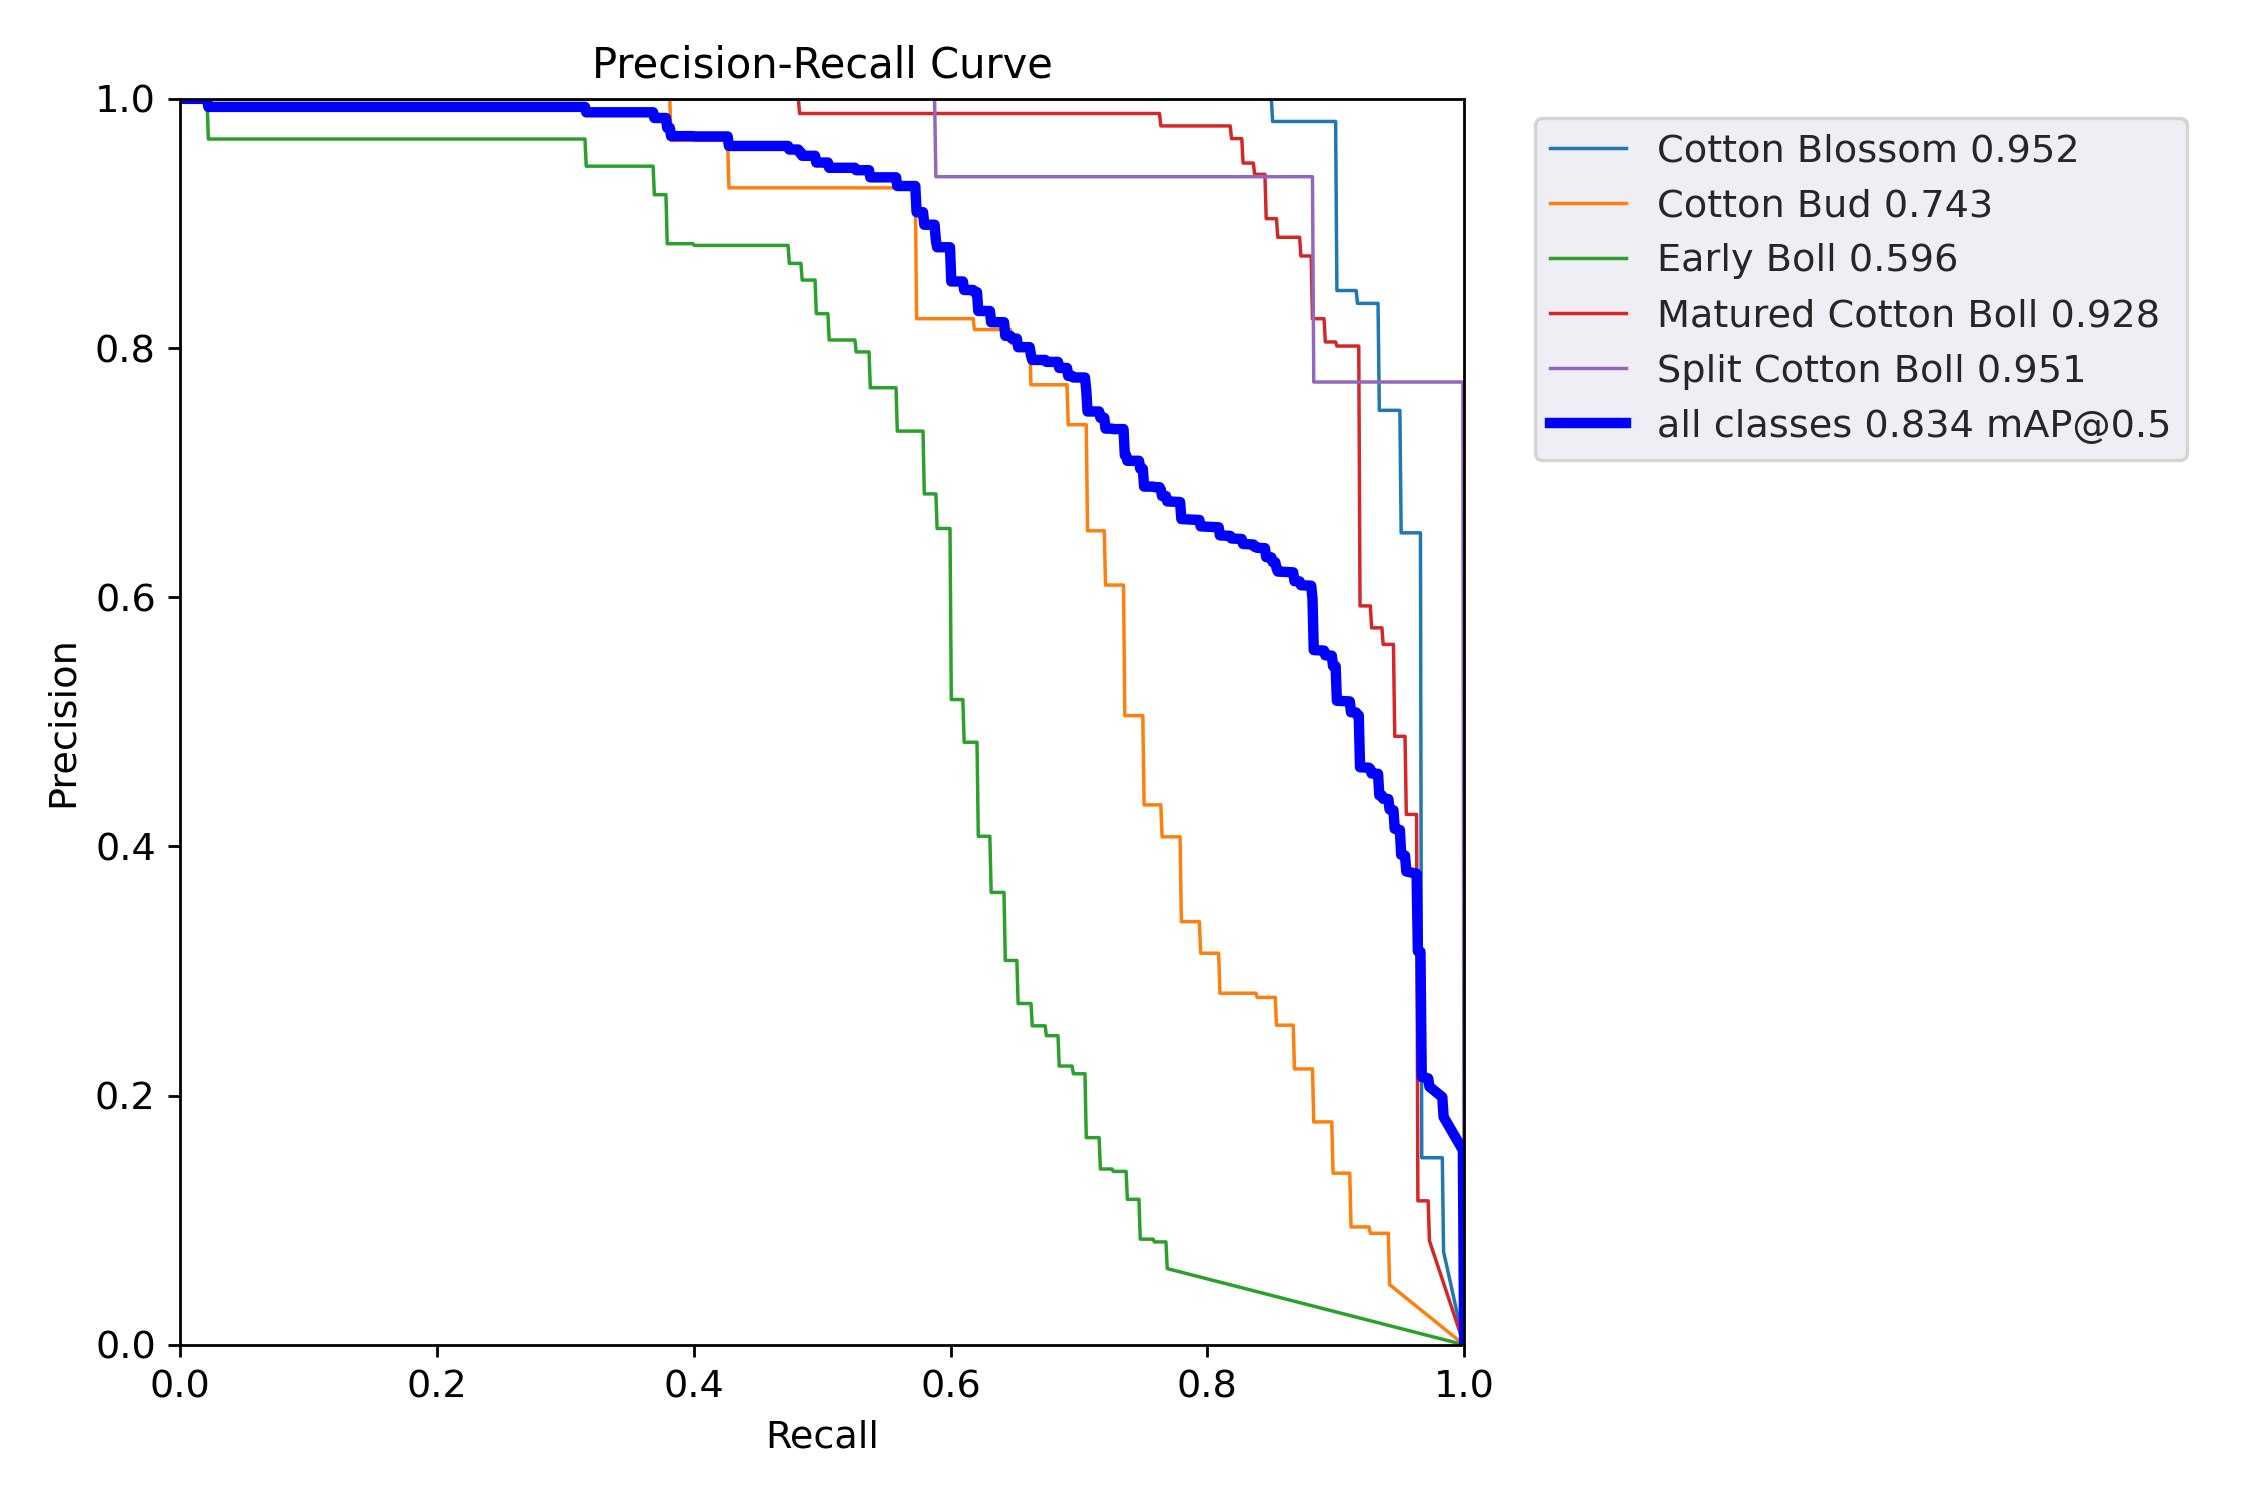 Precision-Recall Curve
1.0
0.8
0.6
0.4
0.2
0.0
Precision
0.0 0.2 0.4 0.6 0.8 1.0
Recall
Cotton Blossom 0.952
Cotton Bud 0.743
Early Boll 0.596
Matured Cotton Boll 0.928
Split Cotton Boll 0.951
all classes 0.834 mAP@0.5